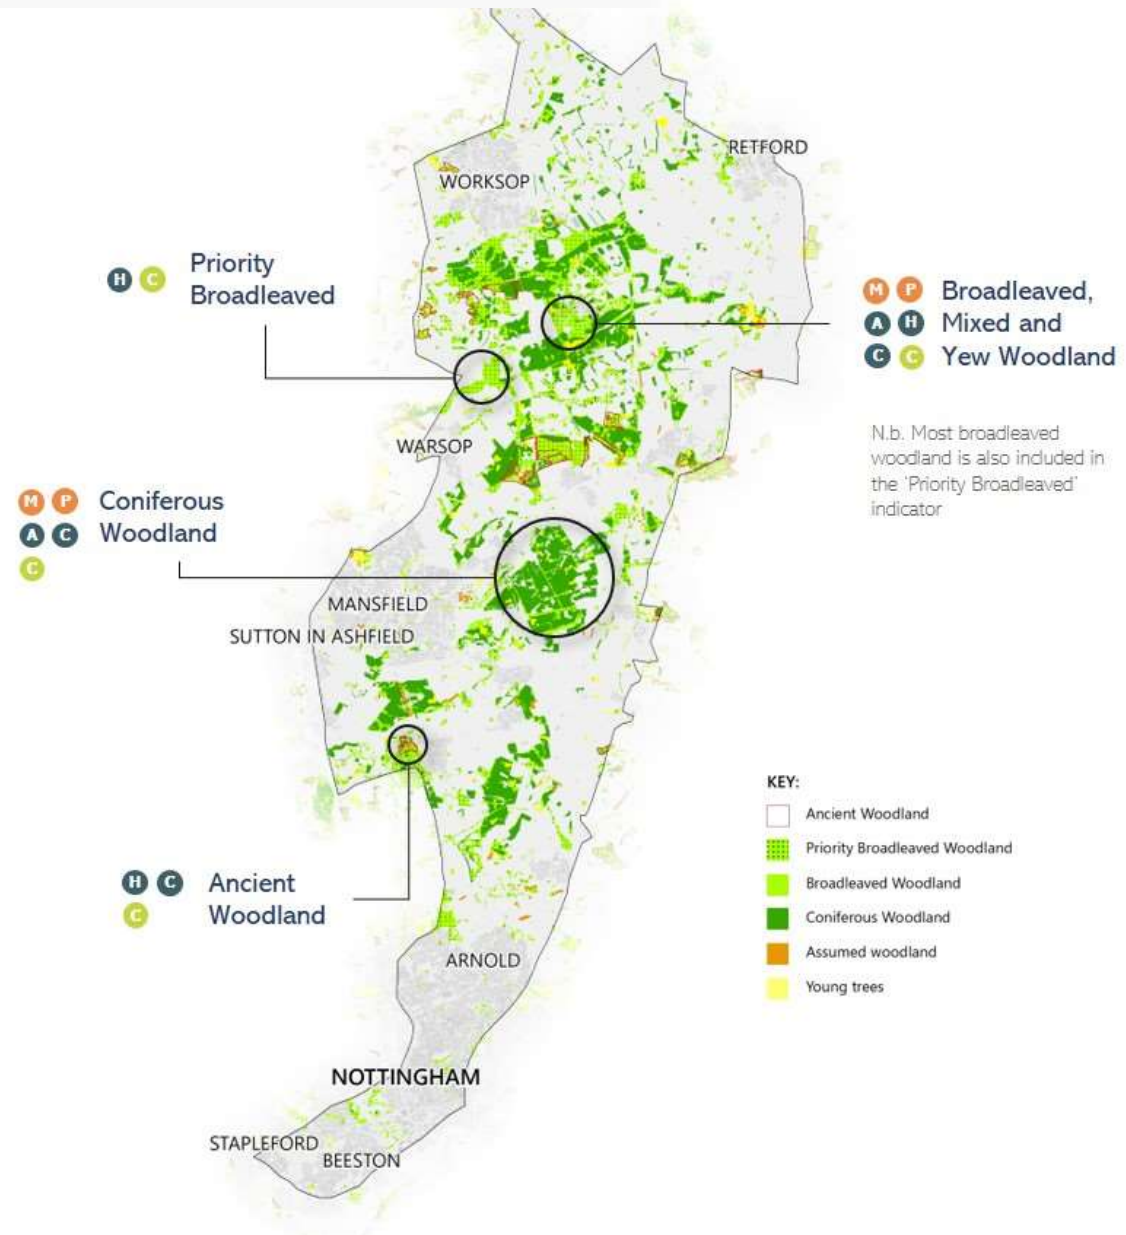 RETFORD
WORKSOP
H C Priority
Broadleaved
M P Broadleaved,
A H Mixed and
C C Yew Woodland
N.b. Most broadleaved
woodland is also included in
the 'Priority Broadleaved'
indicator
WARSOP
M P Coniferous
A C Woodland
C
MANSFIELD
SUTTON IN ASHFIELD
KEY:
Ancient Woodland
Priority Broadleaved Woodland
Broadleaved Woodland
Coniferous Woodland
Assumed woodland
Young trees
H C Ancient
C Woodland
ARNOLD
NOTTINGHAM
STAPLEFORD
BEESTON